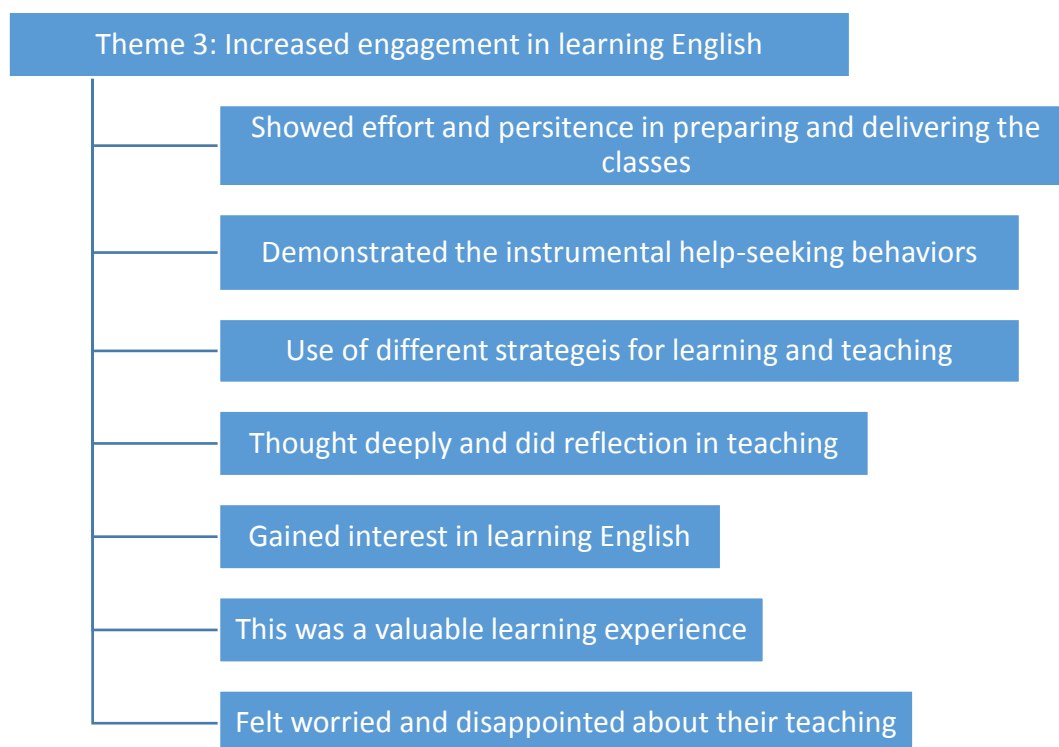 Theme 3: Increased engagement in learning English
Showed effort and persitence in preparing and delivering the
classes
Demonstrated the instrumental help-seeking behaviors
Use of different strategeis for learning and teaching
Thought deeply and did reflection in teaching
Gained interest in learning English
This was a valuable learning experience
Felt worried and disappointed about their teaching